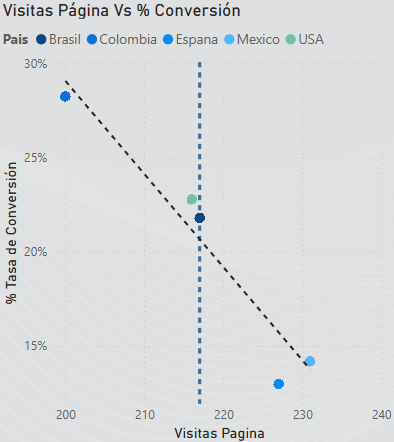 Visitas Página Vs % Conversión
Pais Brasil Colombia Espana Mexico USA
30%
25%
20%
15%
% Tasa de Conversión
200 210 220 230 240
Visitas Pagina